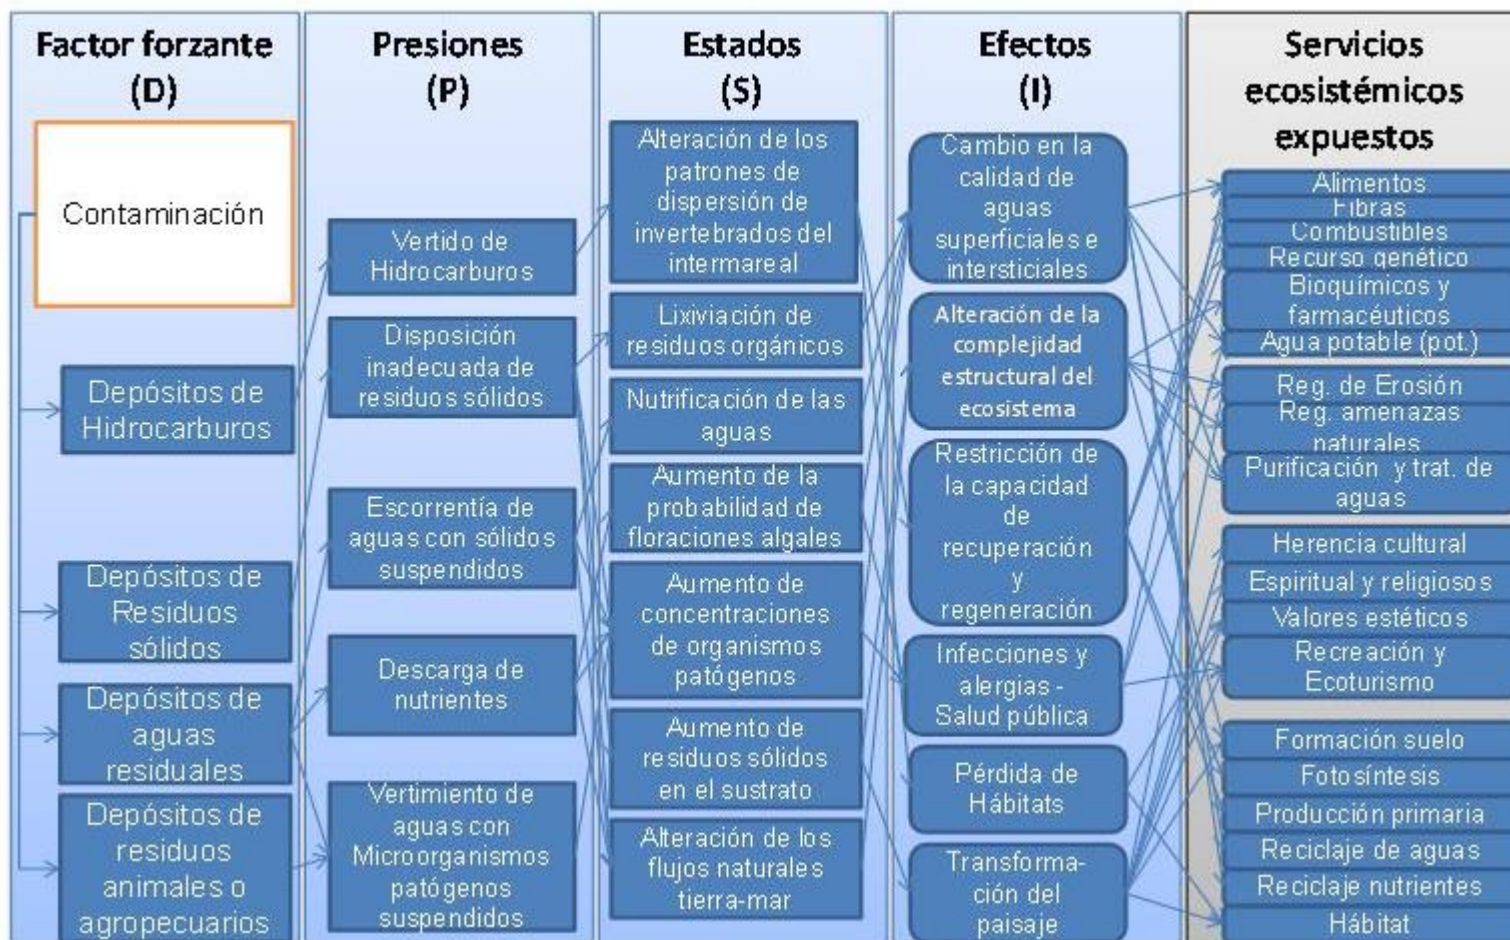 Factor forzante
(D)
Contaminación
Depósitos de
Hidrocarburos
Depósitos de
Residuos
sólidos
Depósitos de
aguas
residuales
Depósitos de
residuos
animales o
agropecuarios
Presiones
(P)
Vertido de
Hidrocarburos
Disposición
inadecuada de
residuos sólidos
Escorrentía de
aguas con sólidos
suspendidos
Descarga de
nutrientes
Vertimiento de
aguas con
Microorganismos
patógenos
suspendidos
Estados
(S)
Alteración de los
patrones de
dispersión de
invertebrados del
intermareal
Lixiviación de
residuos orgánicos
Nutrificación de las
aguas
Aumento de la
probabilidad de
floraciones algales
Aumento de
concentraciones
de organismos
patógenos
Aumento de
residuos sólidos
en el sustrato
Alteración de los
flujos naturales
tierra-mar
Efectos
(I)
Cambio en la
calidad de
aguas
superficiales e
intersticiales
Alteración de la
complejidad
estructural del
ecosistema
Restricción de
la capacidad
de
recuperación
y
regeneración
Infecciones y
alergias -
Salud pública
Pérdida de
Hábitats
Transforma-
ción del
paisaje
Servicios
ecosistémicos
expuestos
Alimentos
Fibras
Combustibles
Recurso genético
Bioquímicos y
farmacéuticos
Agua potable (pot.)
Reg. de Erosión
Reg. amenazas
naturales
Purificación y trat. de
aguas
Herencia cultural
Espiritual y religiosos
Valores estéticos
Recreación y
Ecoturismo
Formación suelo
Fotosíntesis
Producción primaria
Reciclaje de aguas
Reciclaje nutrientes
Hábitat